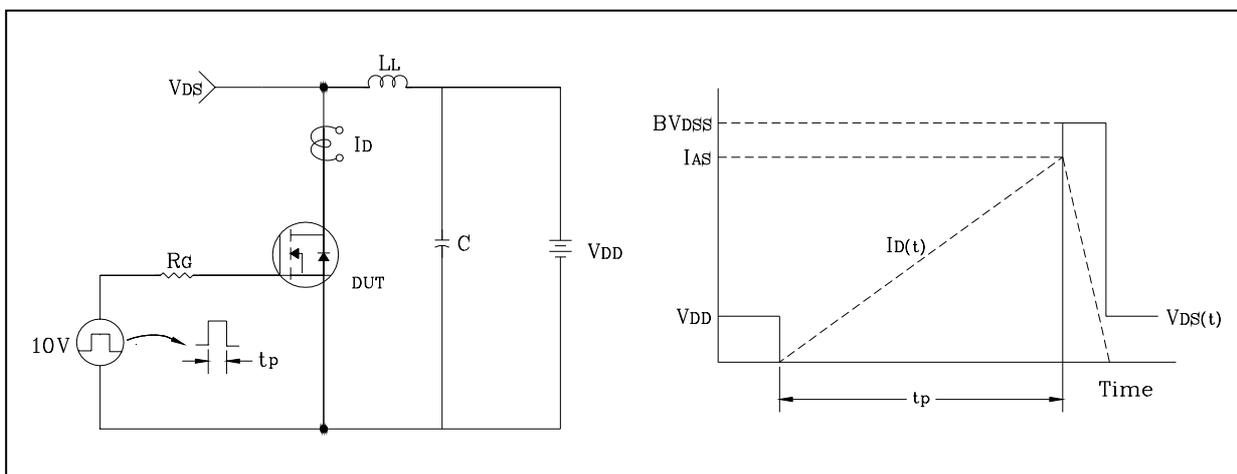 LL
VDS
ID
RG
DUT
C
VDD
10V
tp
BVDSS
IAS
ID(t)
VDD
VDS(t)
Time
tp